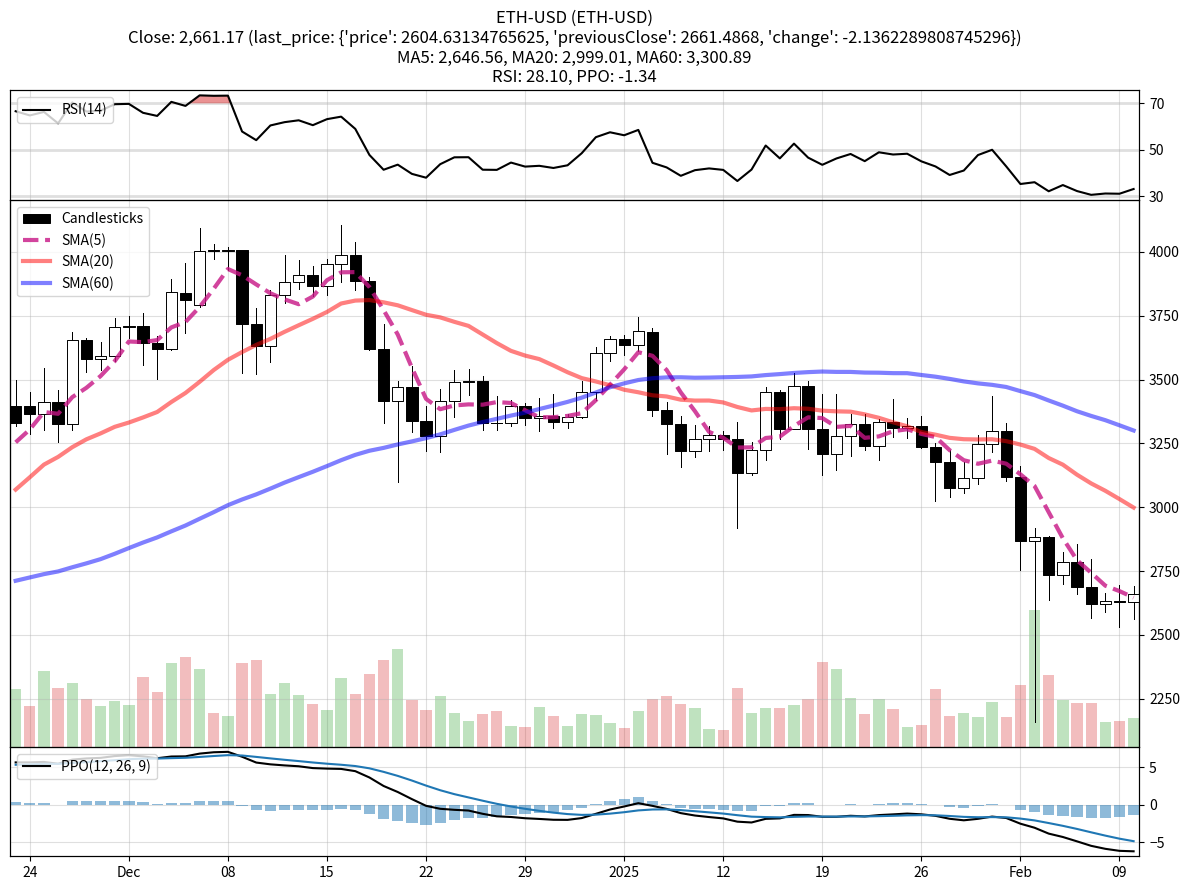 ETH-USD (ETH-USD)
Close: 2,661.17 (last_price: {'price': 2604.63134765625, 'previousClose': 2661.4868, 'change': -2.1362289808745296})
MA5: 2,646.56, MA20: 2,999.01, MA60: 3,300.89
RSI: 28.10, PPO: -1.34
RSI(14)
70
50
30
Candlesticks
SMA(5)
SMA(20)
SMA(60)
4000
3750
3500
3250
3000
2750
2500
2250
PPO(12, 26, 9)
5
0
−5
24 Dec 08 15 22 29 2025 12 19 26 Feb 09